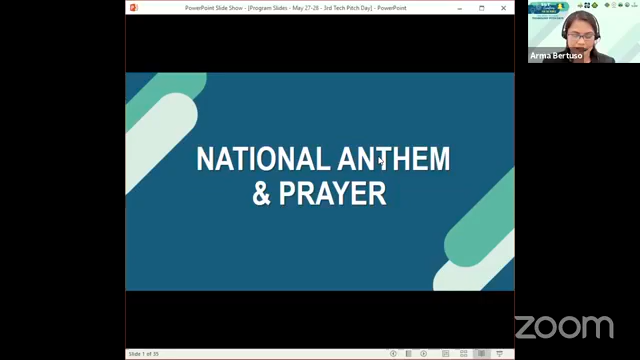 PowerPoint Slide Show - [Program Slides - May 27-28 - 3rd Tech Pitch Day] - PowerPoint
Arma Bertuso
NATIONAL ANTHEM
& PRAYER
zoom
Slide 1 of 35